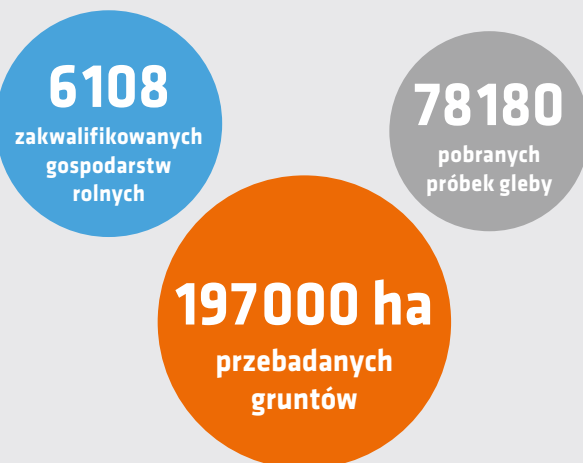 6108
zakwalifikowanych
gospodarstw
rolnych
78180
pobranych
próbek gleby
197000 ha
przebadanych
gruntów